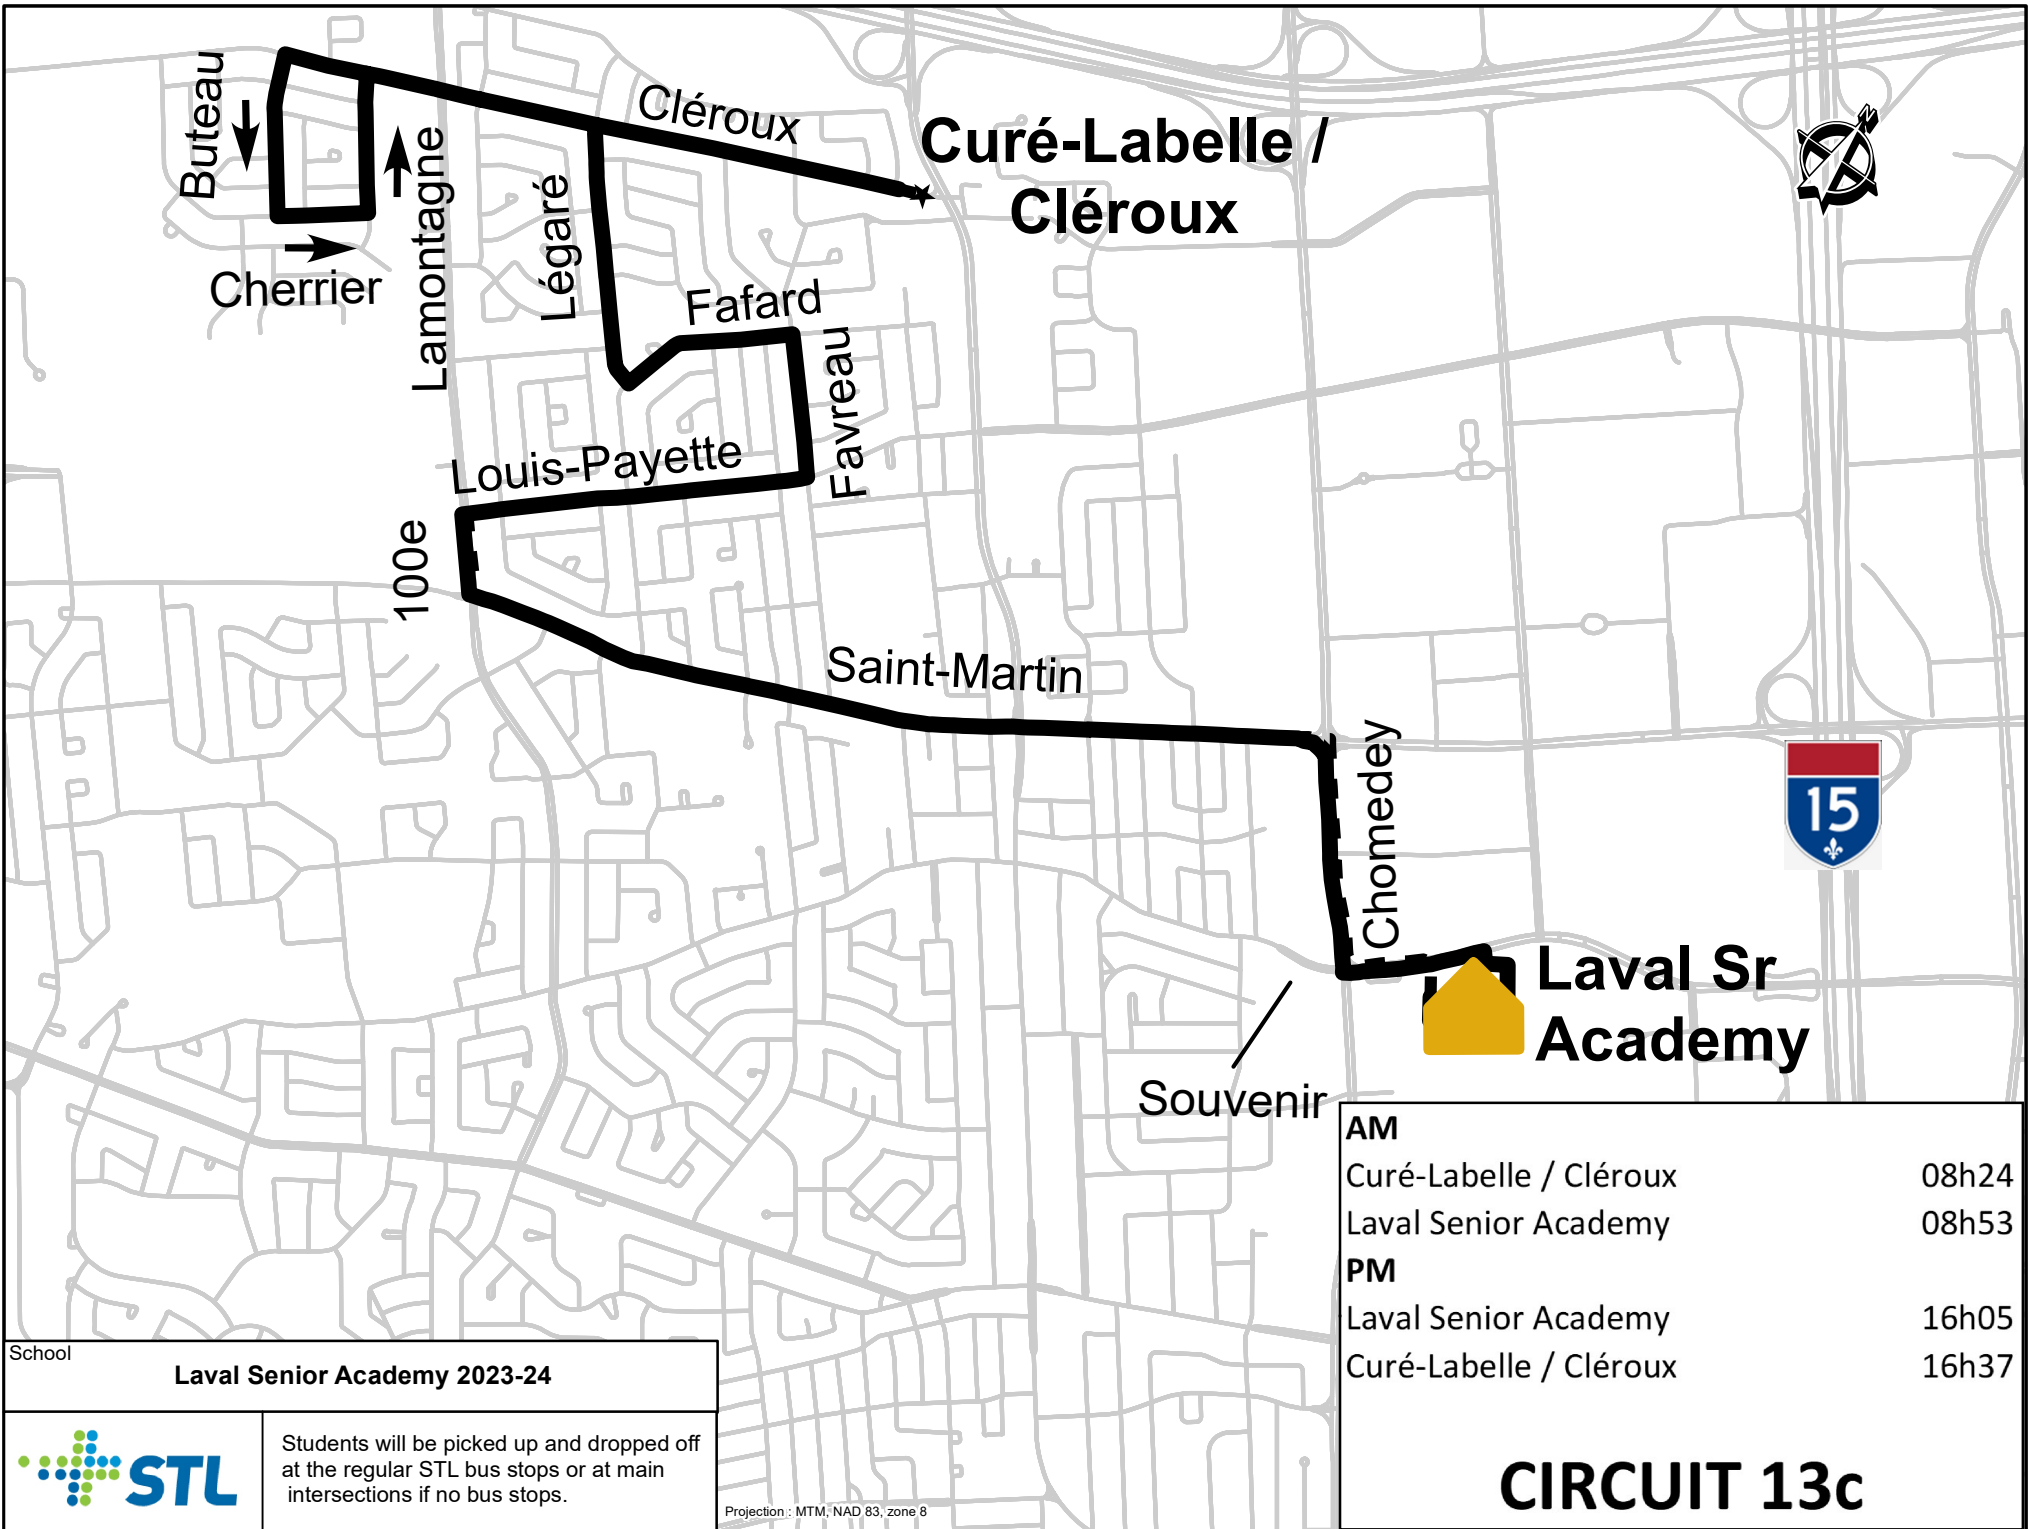 Buteau
Cléroux
Curé-Labelle /
Cléroux
Lamontagne
Légaré
Cherrier
Fafard
Favreau
Louis-Payette
100e
Saint-Martin
Chomedey
15
Laval Sr
Academy
Souvenir
AM
Curé-Labelle / Cléroux 08h24
Laval Senior Academy 08h53
PM
Laval Senior Academy 16h05
Curé-Labelle / Cléroux 16h37
CIRCUIT 13c
School
Laval Senior Academy 2023-24
STL
Students will be picked up and dropped off
at the regular STL bus stops or at main
intersections if no bus stops.
Projection : MTM, NAD 83, zone 8
N